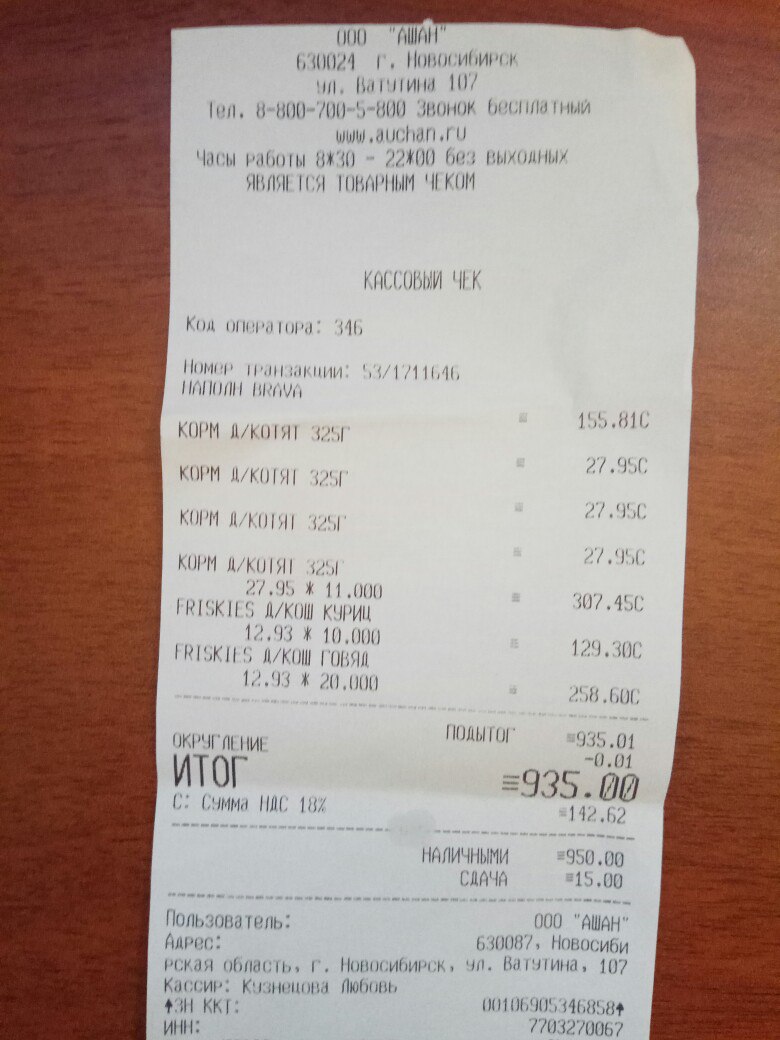 ООО "АШАН"
630024 г. Новосибирск
ул. Ватутина 107
Тел. 8-800-700-5-800 Звонок бесплатный
www.auchan.ru
Часы работы 8*30 - 22*00 без выходных
ЯВЛЯЕТСЯ ТОВАРНЫМ ЧЕКОМ
КАССОВЫЙ ЧЕК
Код оператора: 346
Номер транзакции: 53/1711646
НАПОЛН BRAVA
≡ 155.81С
КОРМ Д/КОТЯТ 325Г
≡ 27.95С
КОРМ Д/КОТЯТ 325Г
≡ 27.95С
КОРМ Д/КОТЯТ 325Г
≡ 27.95С
КОРМ Д/КОТЯТ 325Г
27.95 * 11.000
≡ 307.45С
FRISKIES Д/КОШ КУРИЦ
12.93 * 10.000
≡ 129.30С
FRISKIES Д/КОШ ГОВЯД
12.93 * 20.000
≡ 258.60С
ПОДЫТОГ ≡935.01
ОКРУГЛЕНИЕ -0.01
ИТОГ ≡935.00
С: Сумма НДС 18% ≡142.62
НАЛИЧНЫМИ ≡950.00
СДАЧА ≡15.00
Пользователь: ООО "АШАН"
Адрес: 630087, Новосиби
рская область, г. Новосибирск, ул. Ватутина, 107
Кассир: Кузнецова Любовь
↑ЗН ККТ: 00106905346858↑
ИНН: 7703270067